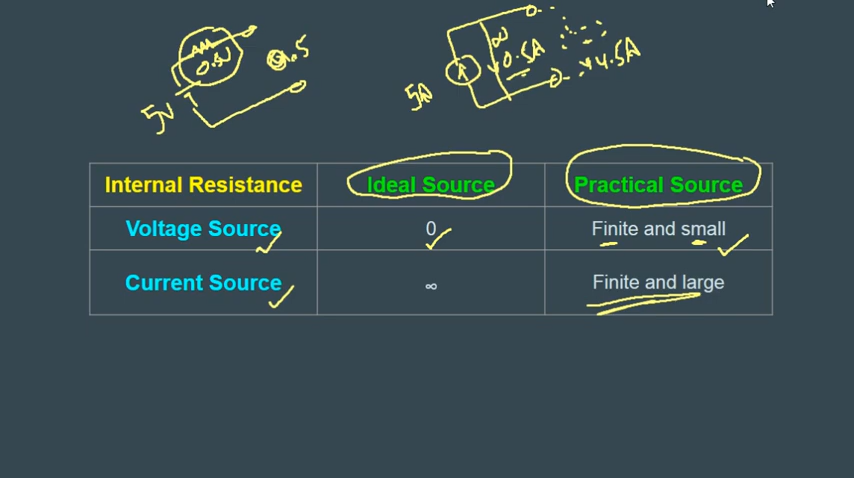 0.5V
5V
∞
0.5A
4.5A
5A
Internal Resistance Ideal Source Practical Source
Voltage Source 0 Finite and small
Current Source ∞ Finite and large